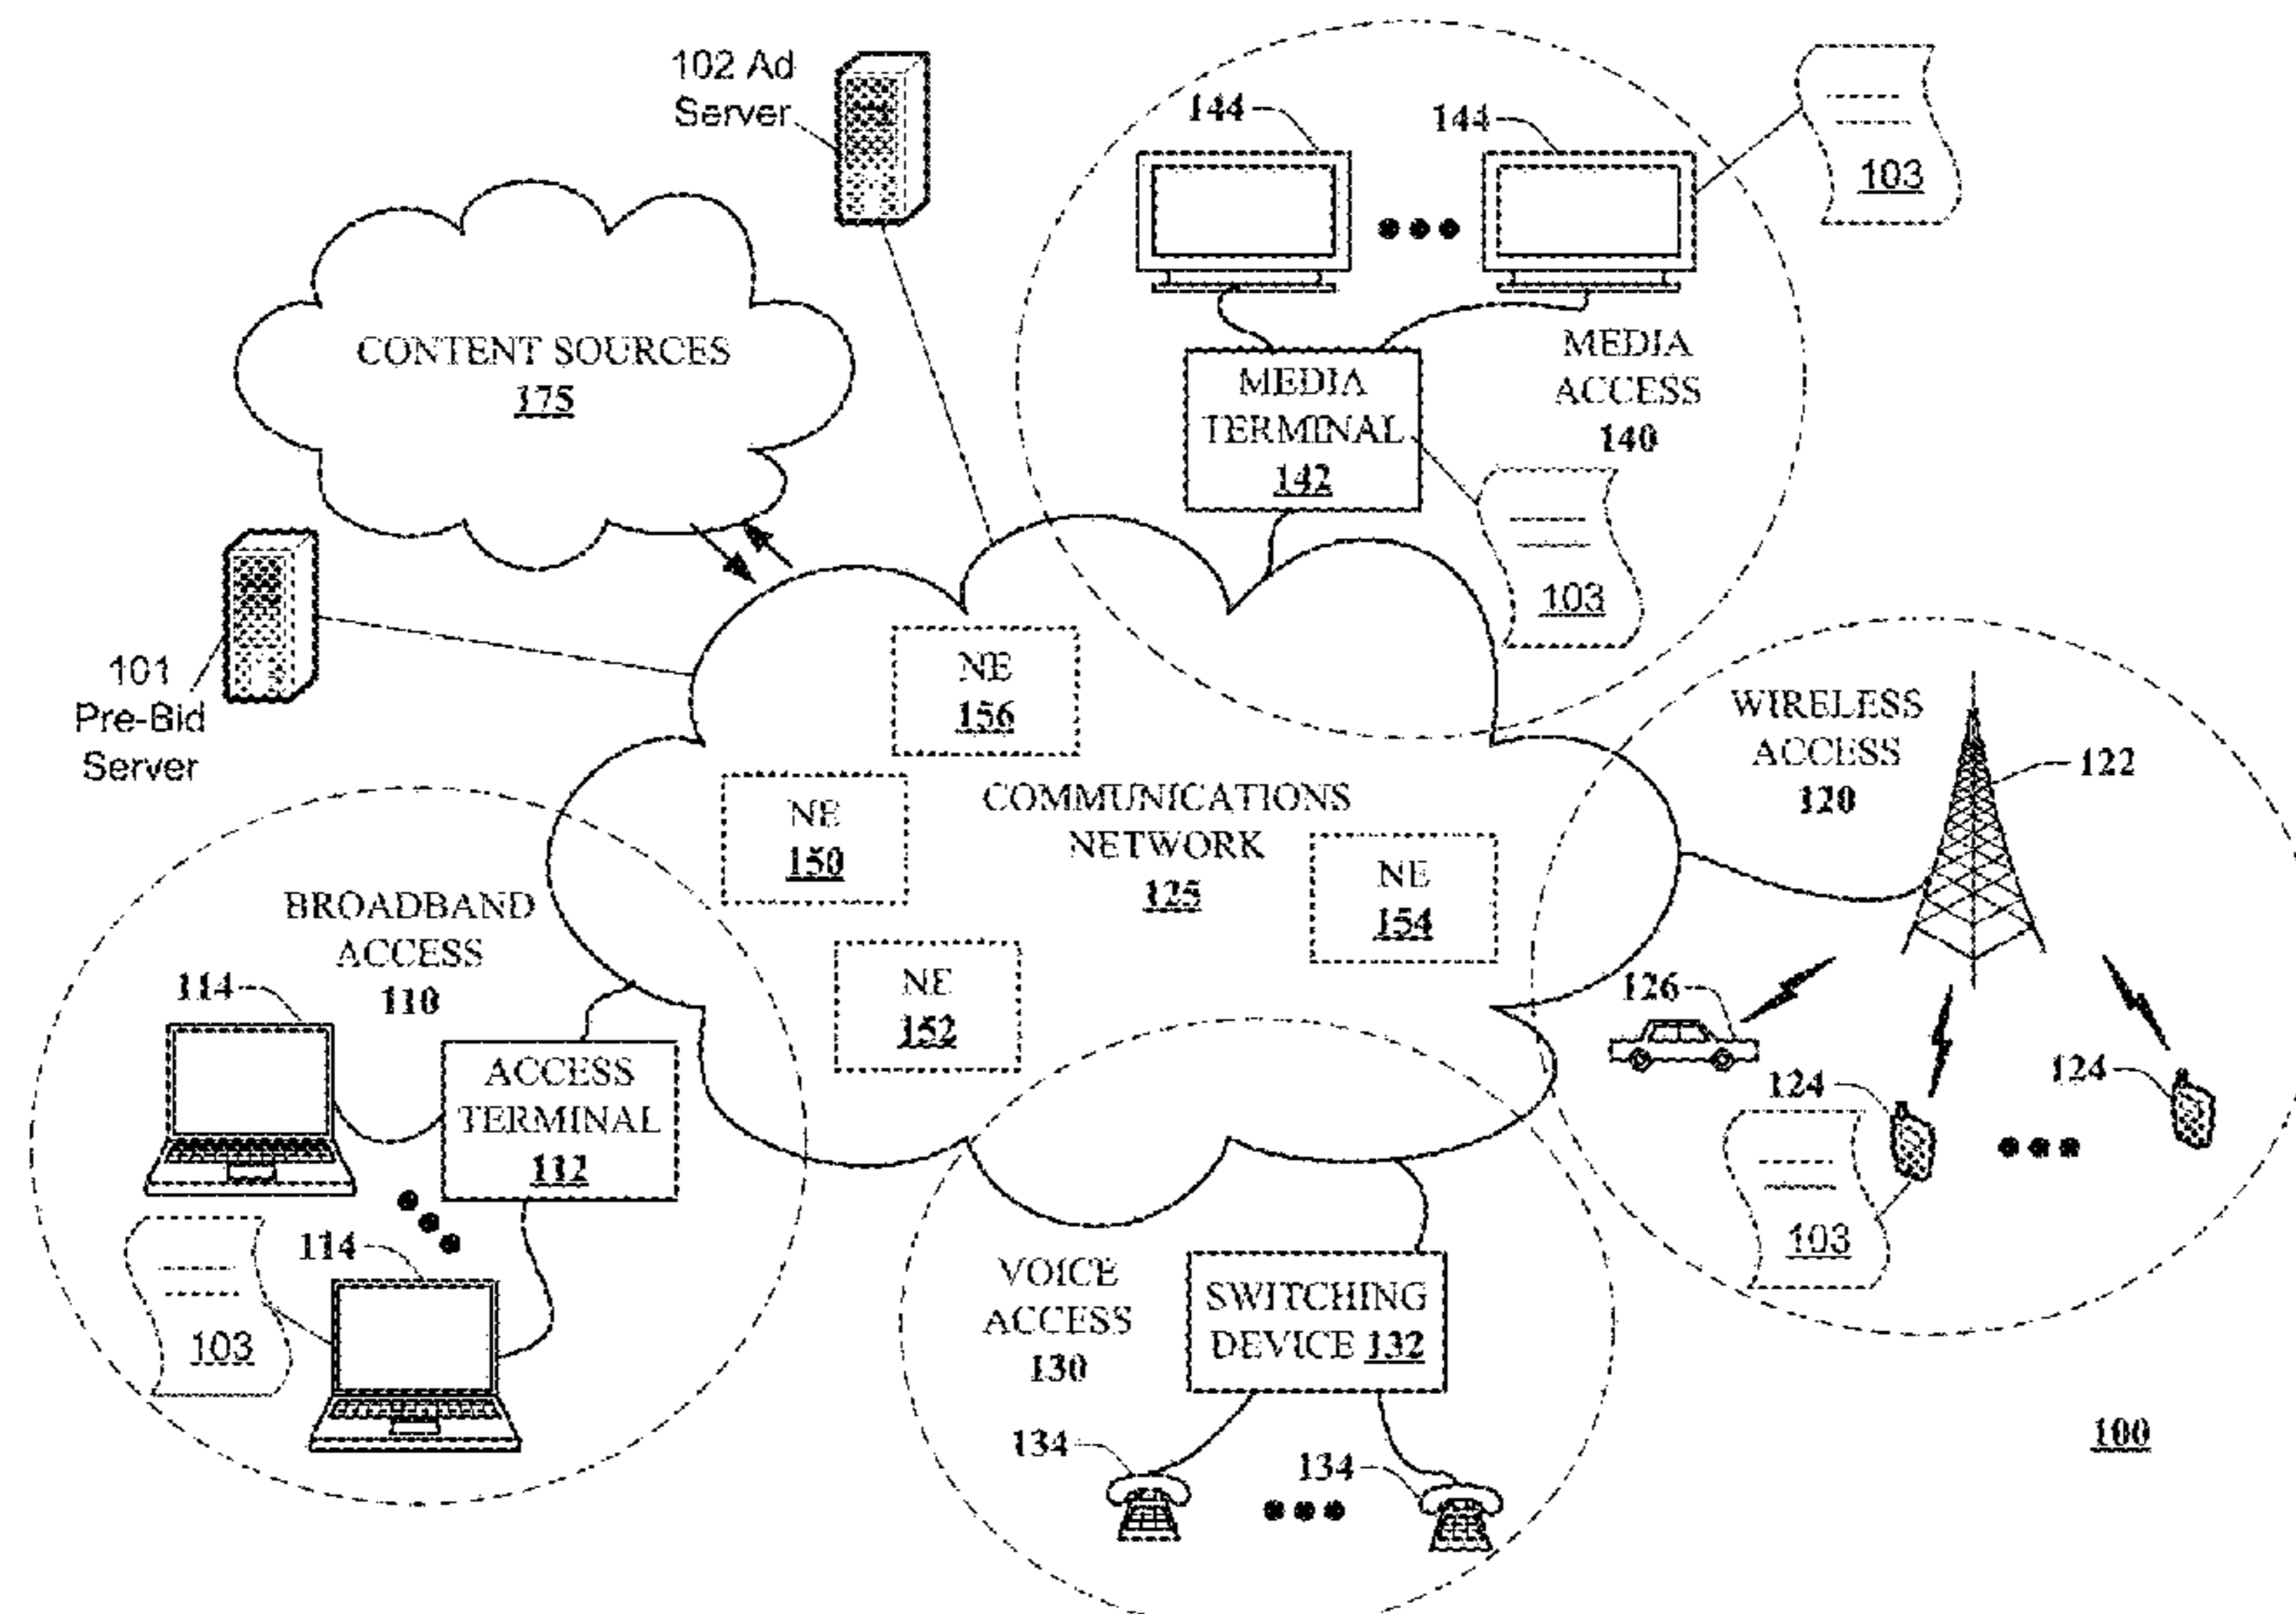 102 Ad
Server
144
144
103
CONTENT SOURCES
175
MEDIA
TERMINAL
142
MEDIA
ACCESS
140
103
101
Pre-Bid
Server
NE
156
NE
150
COMMUNICATIONS
NETWORK
125
NE
154
NE
152
WIRELESS
ACCESS
120
122
126
124
124
103
BROADBAND
ACCESS
110
114
ACCESS
TERMINAL
112
114
103
VOICE
ACCESS
130
SWITCHING
DEVICE 132
134
134
100